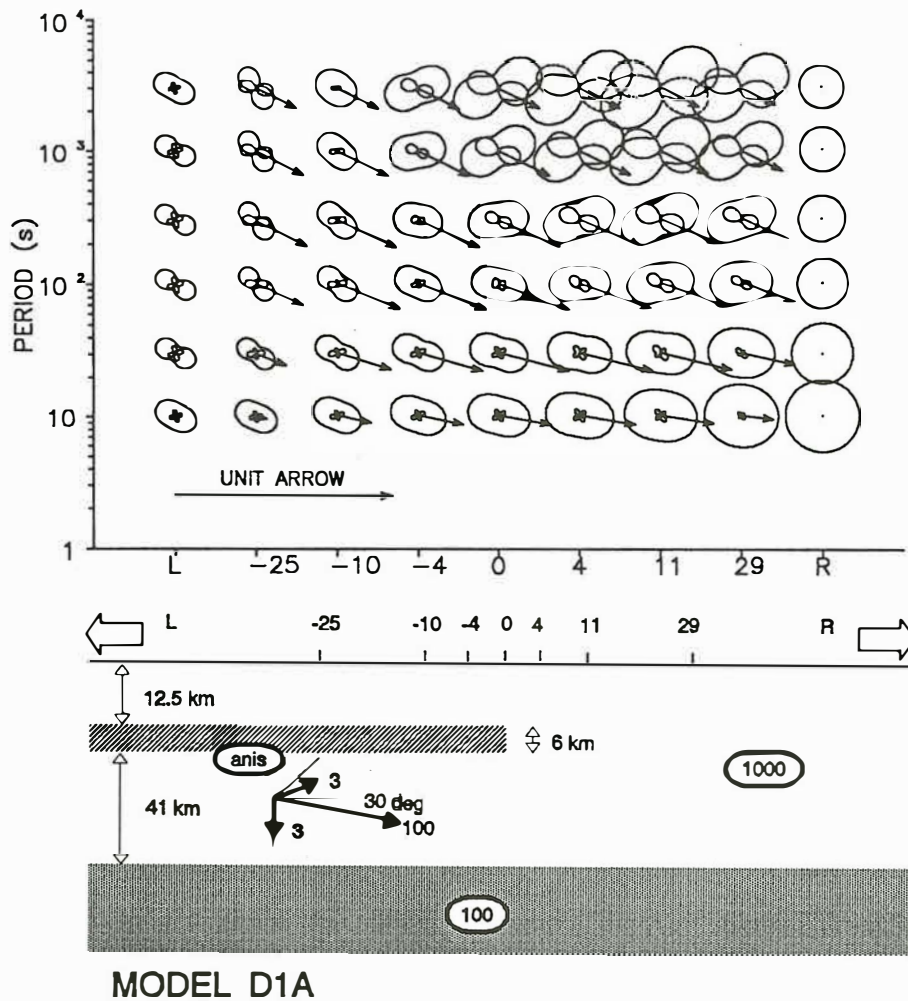 10⁴
10³
10²
10
1
PERIOD (s)
UNIT ARROW
L −25 −10 −4 0 4 11 29 R
L -25 -10 -4 0 4 11 29 R
12.5 km
6 km
anis
1000
3
41 km
30 deg
100
3
100
MODEL D1A